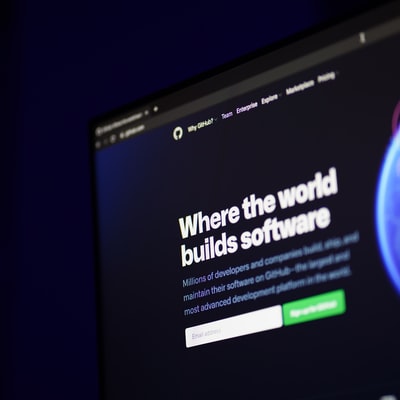 github.com
Why GitHub? Team Enterprise Explore Marketplace Pricing
Where the world
builds software
Millions of developers and companies build, ship, and
maintain their software on GitHub—the largest and
most advanced development platform in the world.
Email address
Sign up for GitHub